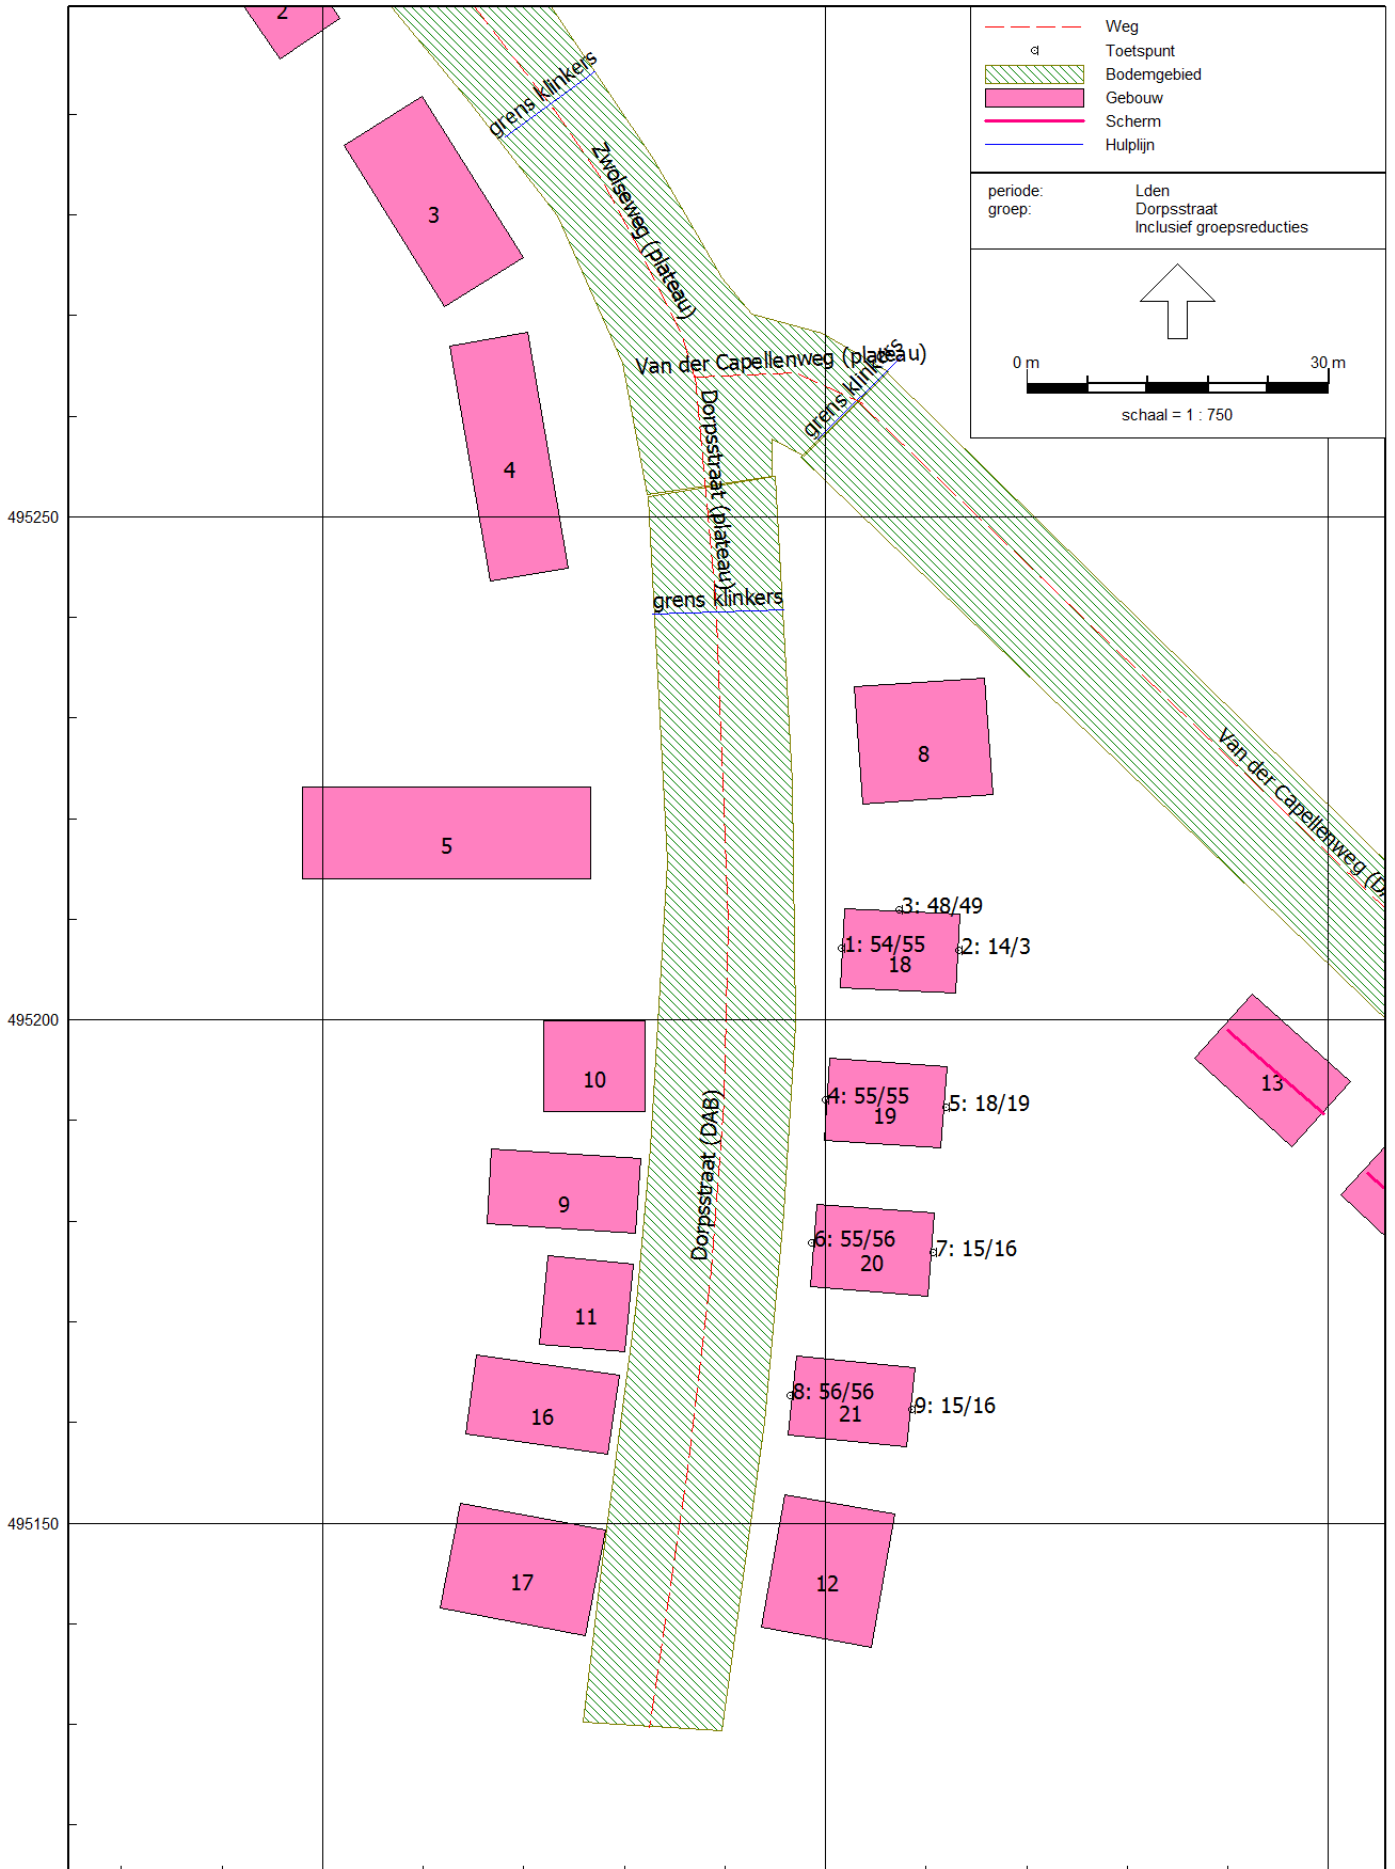 2
Weg
Toetspunt
Bodemgebied
Gebouw
Scherm
Hulplijn
periode: Lden
groep: Dorpsstraat
Inclusief groepsreducties
0 m 30 m
schaal = 1 : 750
grens klinkers
Zwolseweg (plateau)
3
Van der Capellenweg (plateau)
grens klinkers
Dorpsstraat (plateau)
4
495250
grens klinkers
8
Van der Capellenweg (D
5
3: 48/49
1: 54/55
2: 14/3
18
495200
10
13
4: 55/55
5: 18/19
19
Dorpsstraat (DAB)
9
6: 55/56
7: 15/16
20
11
8: 56/56
9: 15/16
21
16
495150
17
12